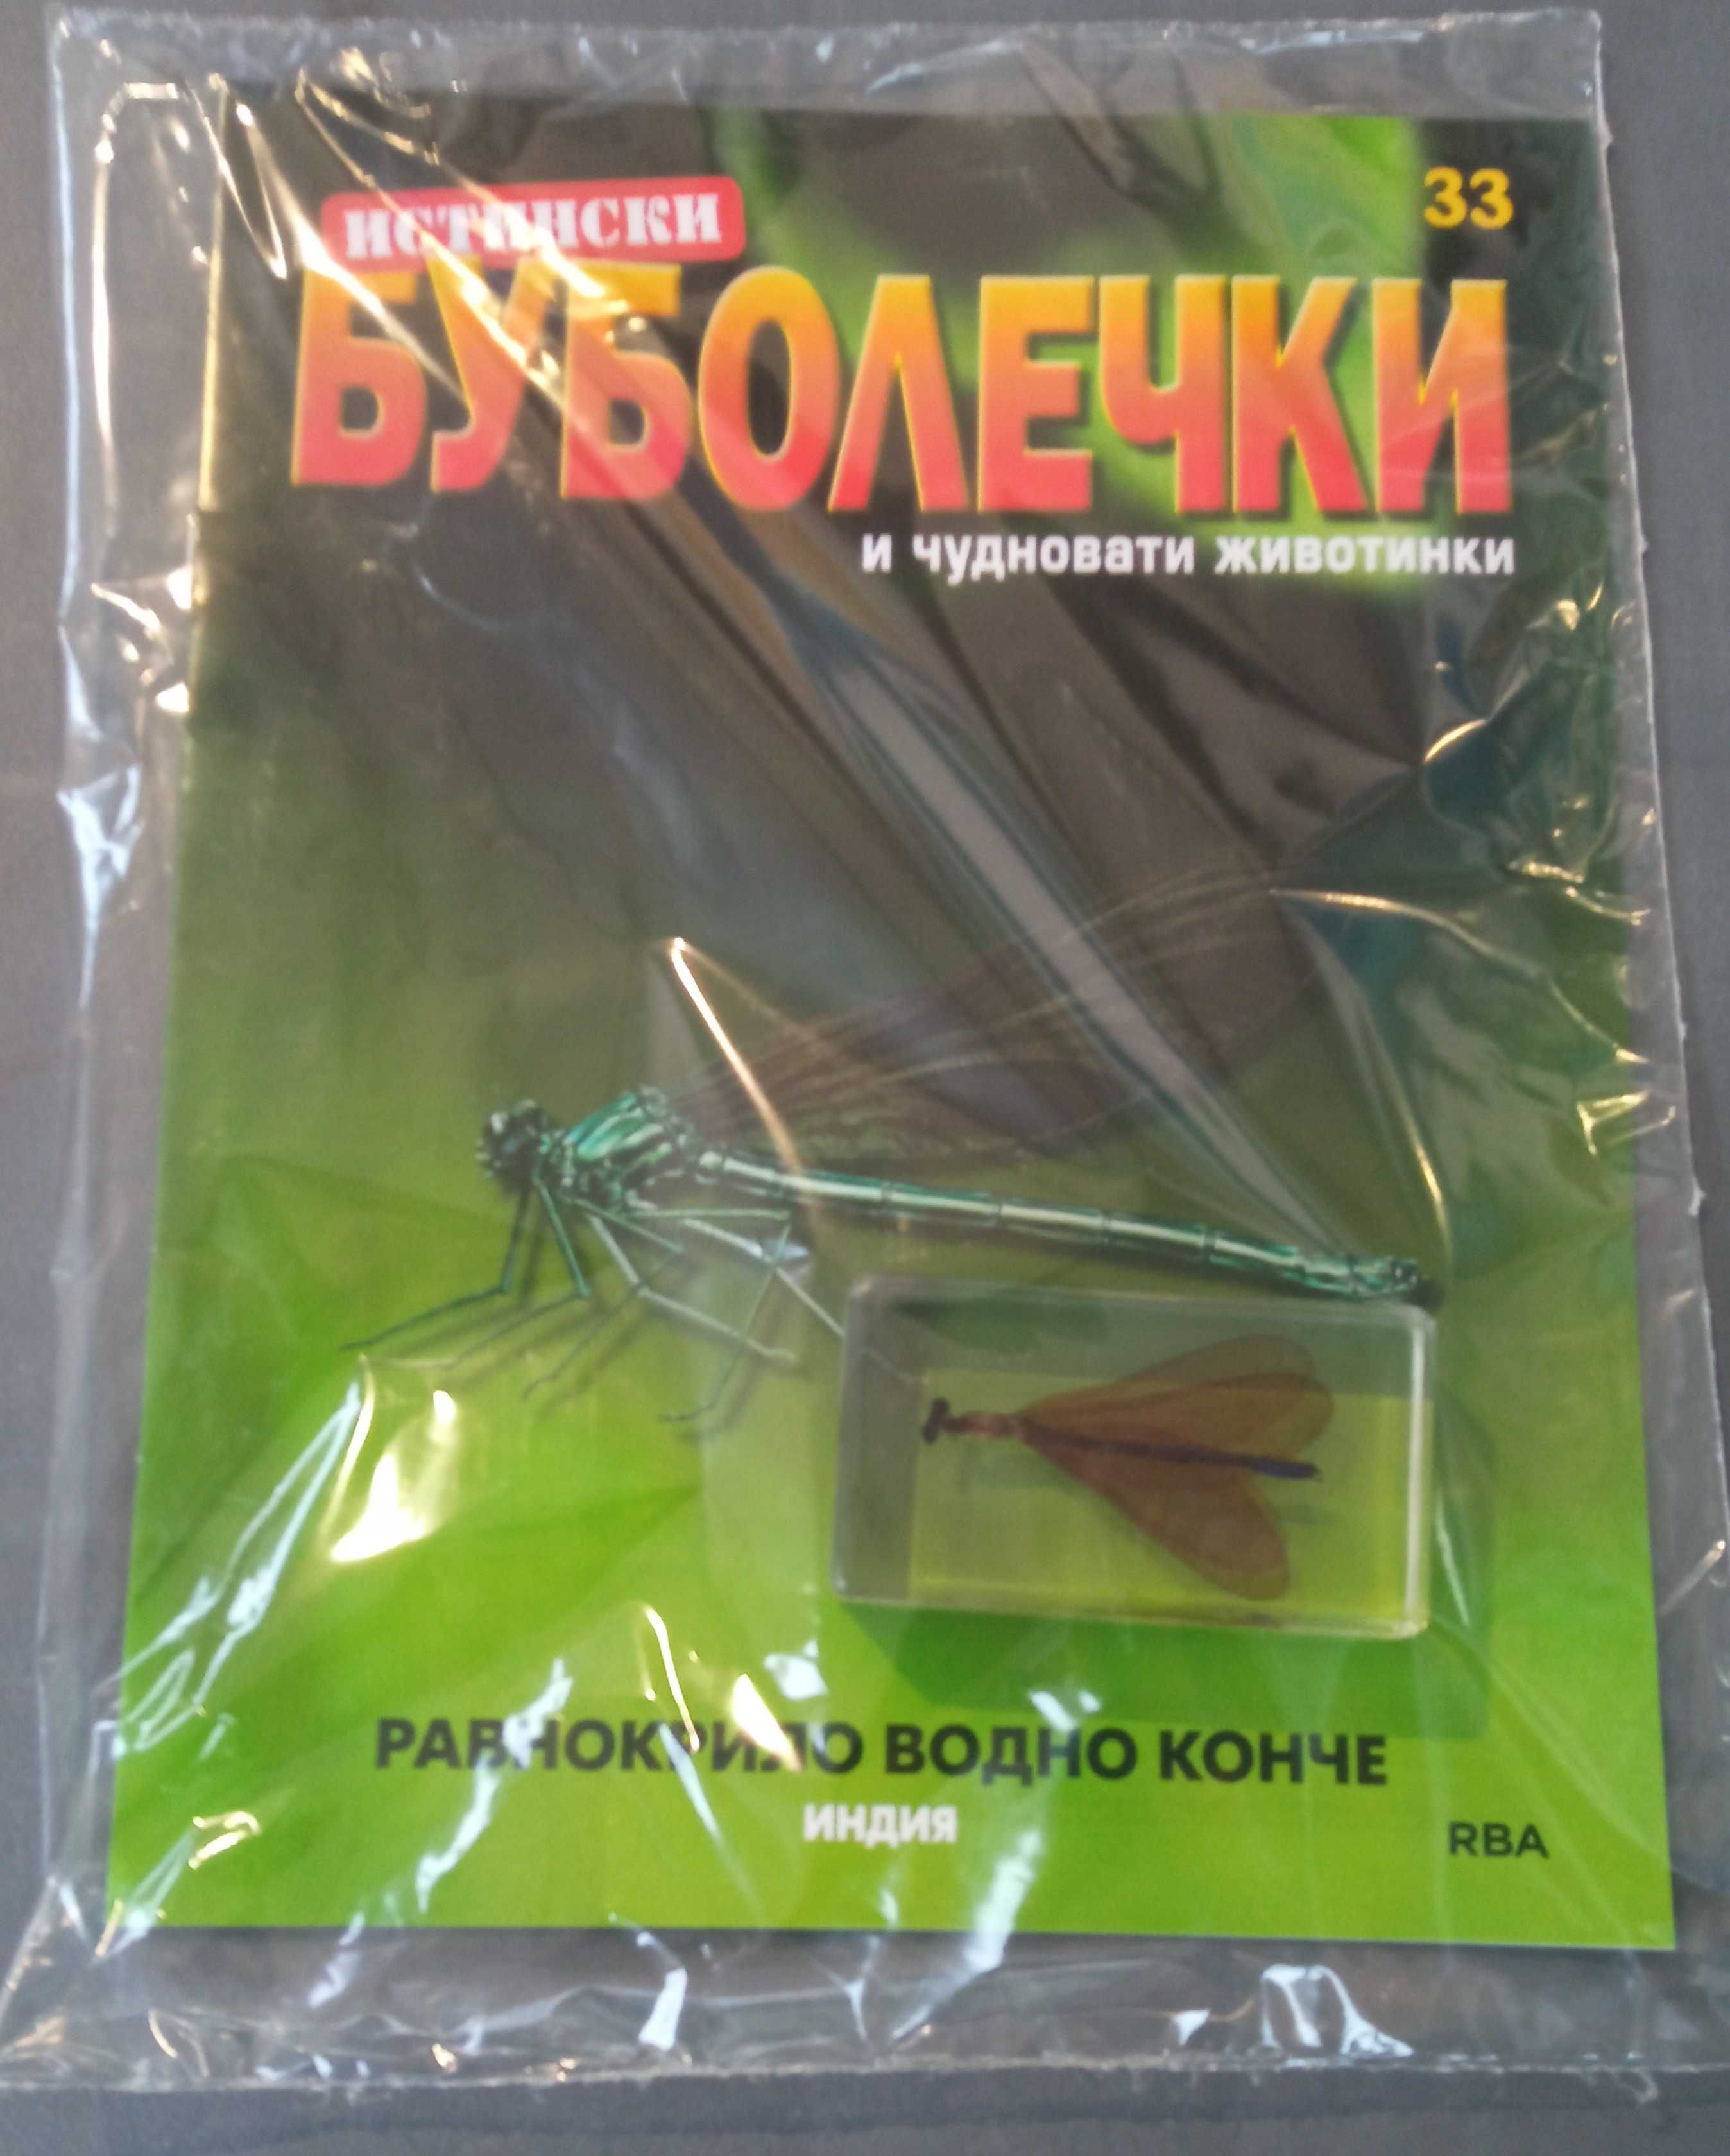 33
ИСТИНСКИ
БУБОЛЕЧКИ
и чудновати животинки
РАВНОКРИЛО ВОДНО КОНЧЕ
ИНДИЯ
RBA